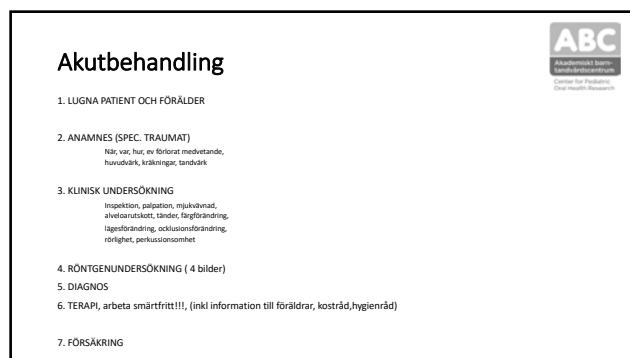 ABC
Akademiskt barn-
tandvårdscentrum
Center for Pediatric
Oral Health Research
Akutbehandling
1. LUGNA PATIENT OCH FÖRÄLDER
2. ANAMNES (SPEC. TRAUMAT)
När, var, hur, ev förlorat medvetande,
huvudvärk, kräkningar, tandvärk
3. KLINISK UNDERSÖKNING
Inspektion, palpation, mjukvävnad,
alveloarutskott, tänder, färgförändring,
lägesförändring, ocklusionsförändring,
rörlighet, perkussionsomhet
4. RÖNTGENUNDERSÖKNING ( 4 bilder)
5. DIAGNOS
6. TERAPI, arbeta smärtfritt!!!, (inkl information till föräldrar, kostråd,hygienråd)
7. FÖRSÄKRING